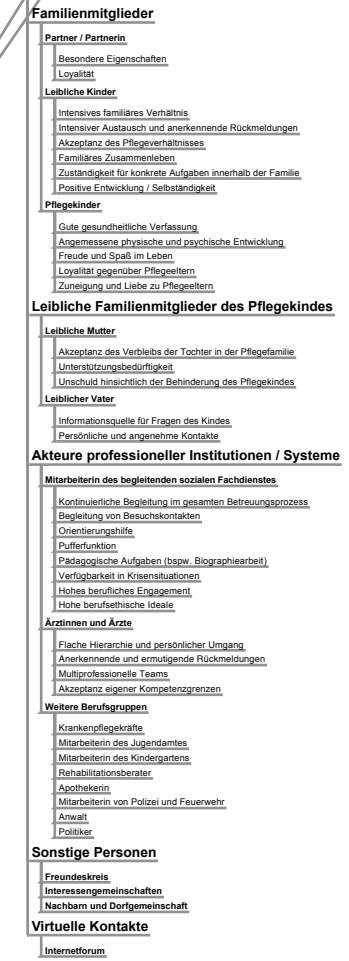 Familienmitglieder
Partner / Partnerin
Besondere Eigenschaften
Loyalität
Leibliche Kinder
Intensives familiäres Verhältnis
Intensiver Austausch und anerkennende Rückmeldungen
Akzeptanz des Pflegeverhältnisses
Familiäres Zusammenleben
Zuständigkeit für konkrete Aufgaben innerhalb der Familie
Positive Entwicklung / Selbständigkeit
Pflegekinder
Gute gesundheitliche Verfassung
Angemessene physische und psychische Entwicklung
Freude und Spaß im Leben
Loyalität gegenüber Pflegeeltern
Zuneigung und Liebe zu Pflegeeltern
Leibliche Familienmitglieder des Pflegekindes
Leibliche Mutter
Akzeptanz des Verbleibs der Tochter in der Pflegefamilie
Unterstützungsbedürftigkeit
Unschuld hinsichtlich der Behinderung des Pflegekindes
Leiblicher Vater
Informationsquelle für Fragen des Kindes
Persönliche und angenehme Kontakte
Akteure professioneller Institutionen / Systeme
Mitarbeiterin des begleitenden sozialen Fachdienstes
Kontinuierliche Begleitung im gesamten Betreuungsprozess
Begleitung von Besuchskontakten
Orientierungshilfe
Pufferfunktion
Pädagogische Aufgaben (bspw. Biographiearbeit)
Verfügbarkeit in Krisensituationen
Hohes berufliches Engagement
Hohe berufsethische Ideale
Ärztinnen und Ärzte
Flache Hierarchie und persönlicher Umgang
Anerkennende und ermutigende Rückmeldungen
Multiprofessionelle Teams
Akzeptanz eigener Kompetenzgrenzen
Weitere Berufsgruppen
Krankenpflegekräfte
Mitarbeiterin des Jugendamtes
Mitarbeiterin des Kindergartens
Rehabilitationsberater
Apothekerin
Mitarbeiterin von Polizei und Feuerwehr
Anwalt
Politiker
Sonstige Personen
Freundeskreis
Interessengemeinschaften
Nachbarn und Dorfgemeinschaft
Virtuelle Kontakte
Internetforum